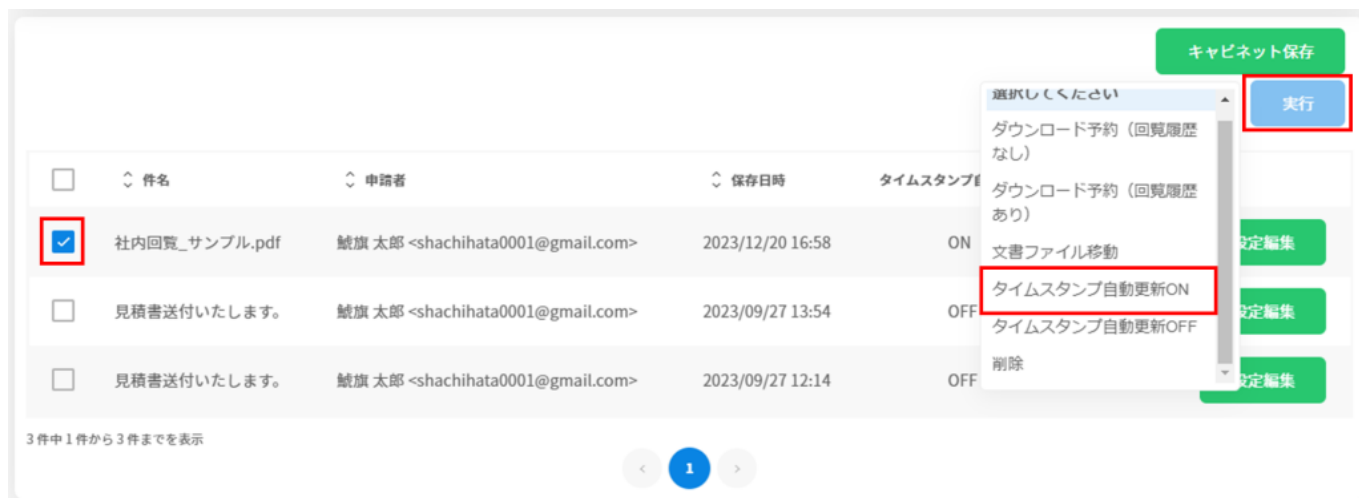 キャビネット保存
選択してください
実行
ダウンロード予約（回覧履歴
なし）
ダウンロード予約（回覧履歴
あり）
文書ファイル移動
タイムスタンプ自動更新ON
タイムスタンプ自動更新OFF
削除
件名 申請者 保存日時 タイムスタンプ
社内回覧_サンプル.pdf 鯱旗 太郎 <shachihata0001@gmail.com> 2023/12/20 16:58 ON 設定編集
見積書送付いたします。 鯱旗 太郎 <shachihata0001@gmail.com> 2023/09/27 13:54 OFF 設定編集
見積書送付いたします。 鯱旗 太郎 <shachihata0001@gmail.com> 2023/09/27 12:14 OFF 設定編集
3 件中 1 件から 3 件までを表示
‹ 1 ›